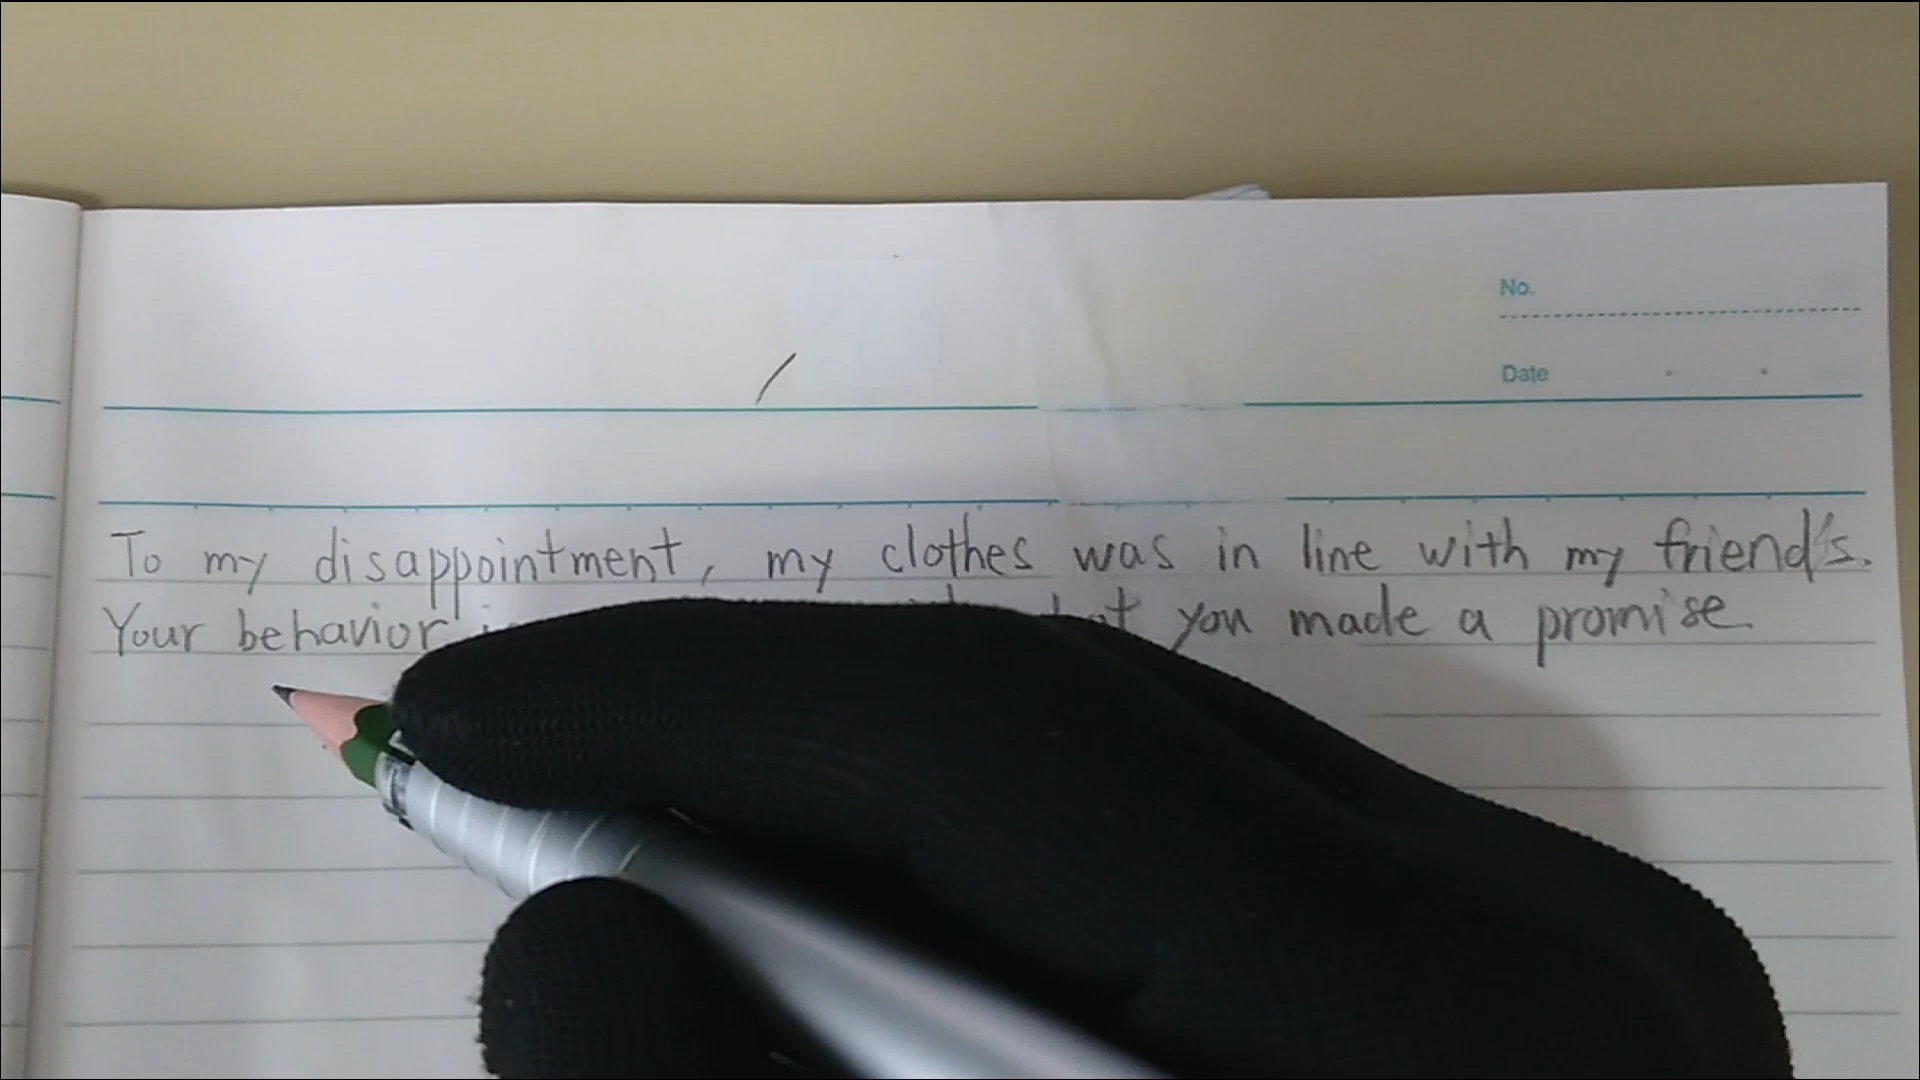 No.
Date
To my disappointment, my clothes was in line with my friend's.
Your behavior you made a promise.